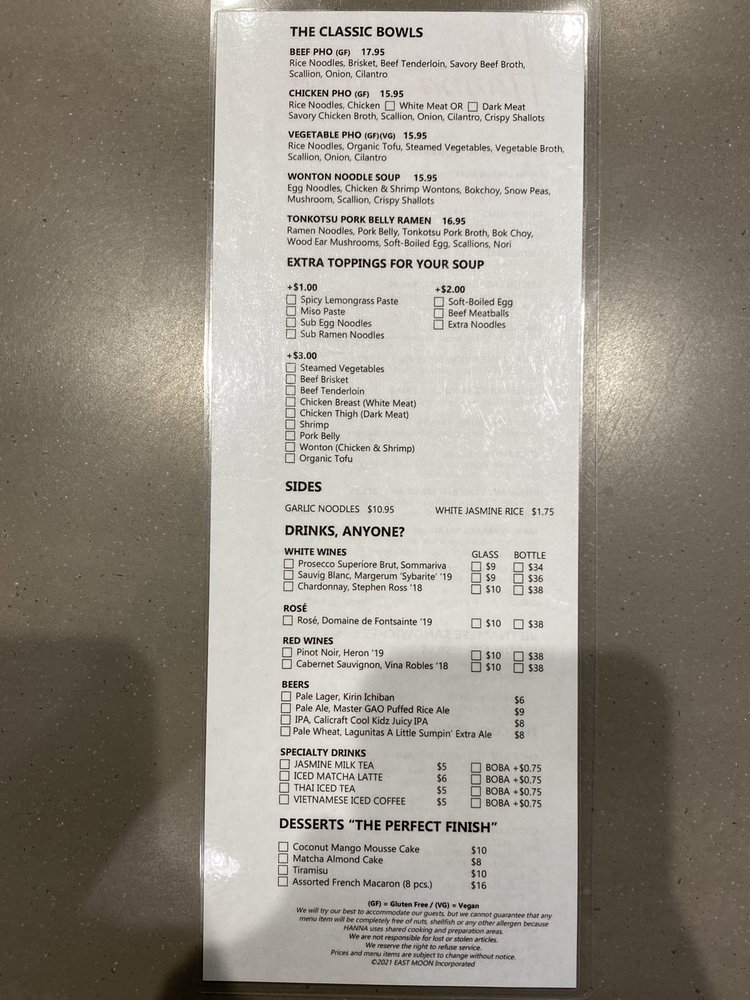 THE CLASSIC BOWLS
BEEF PHO (GF) 17.95
Rice Noodles, Brisket, Beef Tenderloin, Savory Beef Broth,
Scallion, Onion, Cilantro
CHICKEN PHO (GF) 15.95
Rice Noodles, Chicken White Meat OR Dark Meat
Savory Chicken Broth, Scallion, Onion, Cilantro, Crispy Shallots
VEGETABLE PHO (GF)(VG) 15.95
Rice Noodles, Organic Tofu, Steamed Vegetables, Vegetable Broth,
Scallion, Onion, Cilantro
WONTON NOODLE SOUP 15.95
Egg Noodles, Chicken & Shrimp Wontons, Bokchoy, Snow Peas,
Mushroom, Scallion, Crispy Shallots
TONKOTSU PORK BELLY RAMEN 16.95
Ramen Noodles, Pork Belly, Tonkotsu Pork Broth, Bok Choy,
Wood Ear Mushrooms, Soft-Boiled Egg, Scallions, Nori
EXTRA TOPPINGS FOR YOUR SOUP
+$1.00
Spicy Lemongrass Paste
Miso Paste
Sub Egg Noodles
Sub Ramen Noodles
+$2.00
Soft-Boiled Egg
Beef Meatballs
Extra Noodles
+$3.00
Steamed Vegetables
Beef Brisket
Beef Tenderloin
Chicken Breast (White Meat)
Chicken Thigh (Dark Meat)
Shrimp
Pork Belly
Wonton (Chicken & Shrimp)
Organic Tofu
SIDES
GARLIC NOODLES $10.95 WHITE JASMINE RICE $1.75
DRINKS, ANYONE?
WHITE WINES GLASS BOTTLE
Prosecco Superiore Brut, Sommariva $9 $34
Sauvig Blanc, Margerum 'Sybarite' '19 $9 $36
Chardonnay, Stephen Ross '18 $10 $38
ROSÉ
Rosé, Domaine de Fontsainte '19 $10 $38
RED WINES
Pinot Noir, Heron '19 $10 $38
Cabernet Sauvignon, Vina Robles '18 $10 $38
BEERS
Pale Lager, Kirin Ichiban $6
Pale Ale, Master GAO Puffed Rice Ale $9
IPA, Calicraft Cool Kidz Juicy IPA $8
Pale Wheat, Lagunitas A Little Sumpin' Extra Ale $8
SPECIALTY DRINKS
JASMINE MILK TEA $5 BOBA +$0.75
ICED MATCHA LATTE $6 BOBA +$0.75
THAI ICED TEA $5 BOBA +$0.75
VIETNAMESE ICED COFFEE $5 BOBA +$0.75
DESSERTS "THE PERFECT FINISH"
Coconut Mango Mousse Cake $10
Matcha Almond Cake $8
Tiramisu $10
Assorted French Macaron (8 pcs.) $16
(GF) = Gluten Free / (VG) = Vegan
We will try our best to accommodate our guests, but we cannot guarantee that any
menu item will be completely free of nuts, shellfish or any other allergen because
HANNA uses shared cooking and preparation areas.
We are not responsible for lost or stolen articles.
We reserve the right to refuse service.
Prices and menu items are subject to change without notice.
©2021 EAST MOON Incorporated